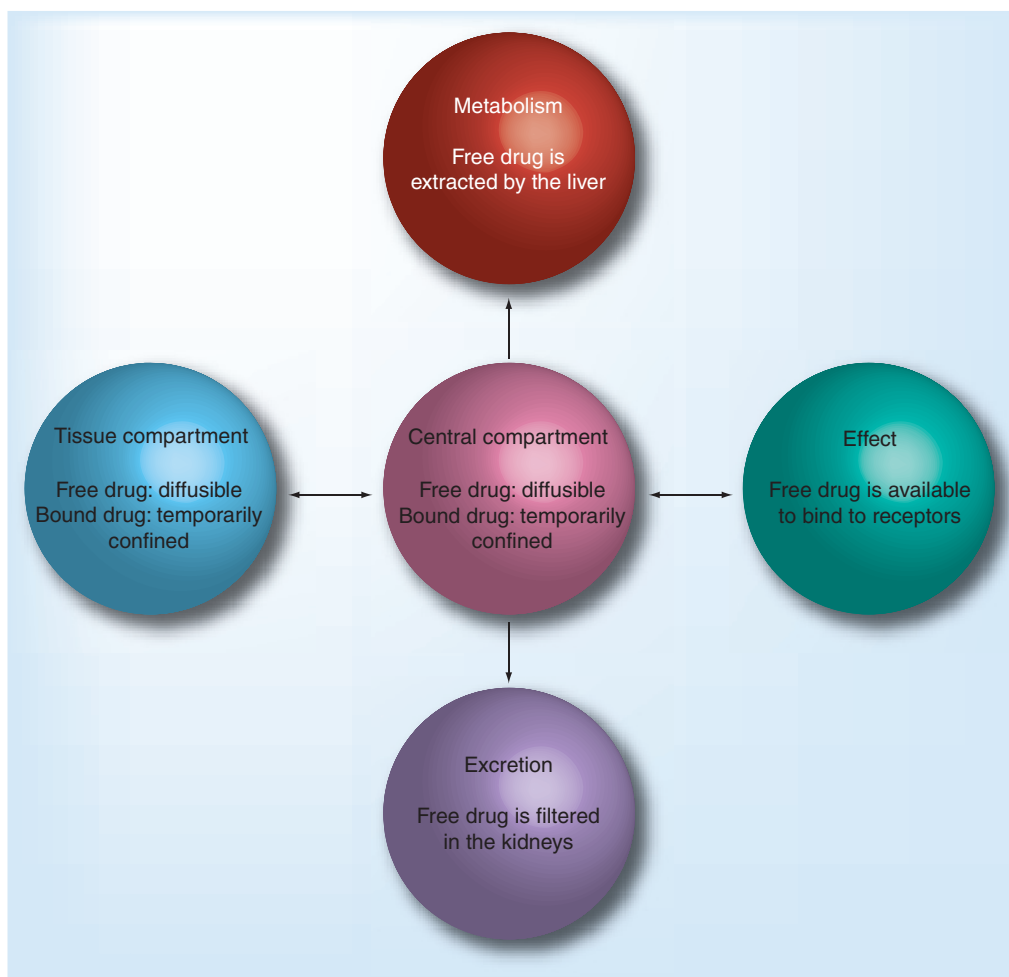 Metabolism
Free drug is
extracted by the liver
Tissue compartment
Free drug: diffusible
Bound drug: temporarily
confined
Central compartment
Free drug: diffusible
Bound drug: temporarily
confined
Effect
Free drug is available
to bind to receptors
Excretion
Free drug is filtered
in the kidneys